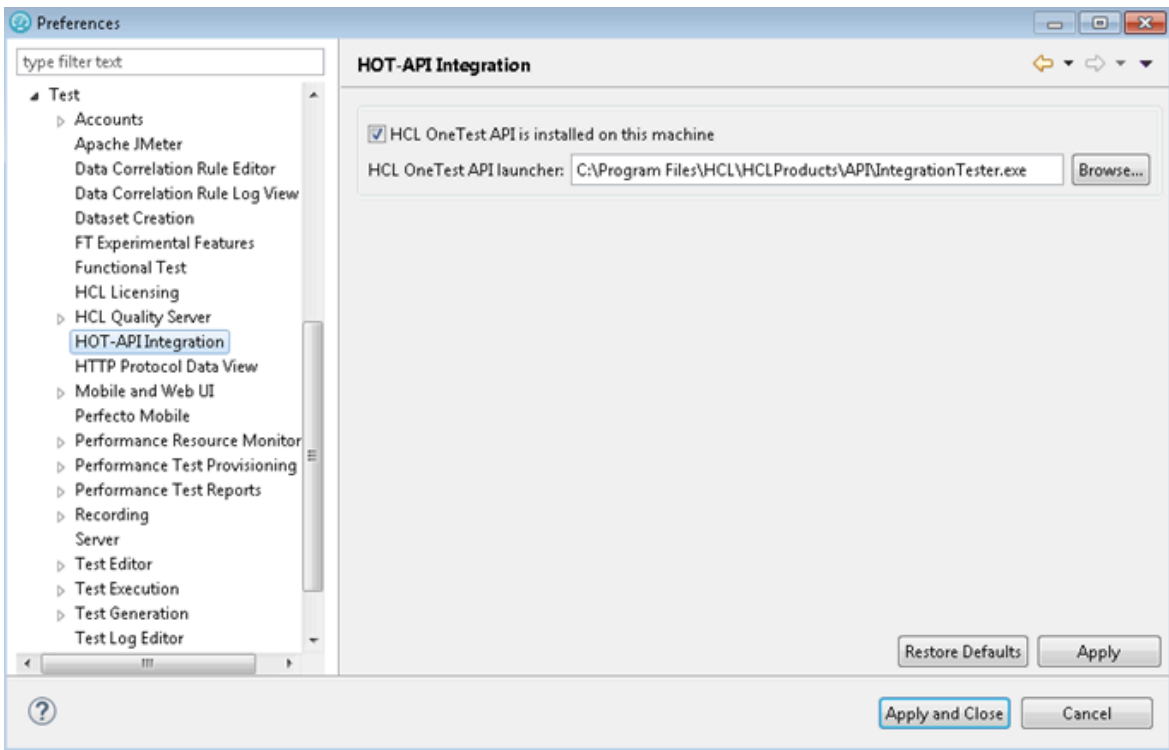 Preferences
type filter text
Test
Accounts
Apache JMeter
Data Correlation Rule Editor
Data Correlation Rule Log View
Dataset Creation
FT Experimental Features
Functional Test
HCL Licensing
HCL Quality Server
HOT-API Integration
HTTP Protocol Data View
Mobile and Web UI
Perfecto Mobile
Performance Resource Monitor
Performance Test Provisioning
Performance Test Reports
Recording
Server
Test Editor
Test Execution
Test Generation
Test Log Editor
HOT-API Integration
HCL OneTest API is installed on this machine
HCL OneTest API launcher: C:\Program Files\HCL\HCLProducts\API\IntegrationTester.exe Browse...
Restore Defaults Apply
? Apply and Close Cancel